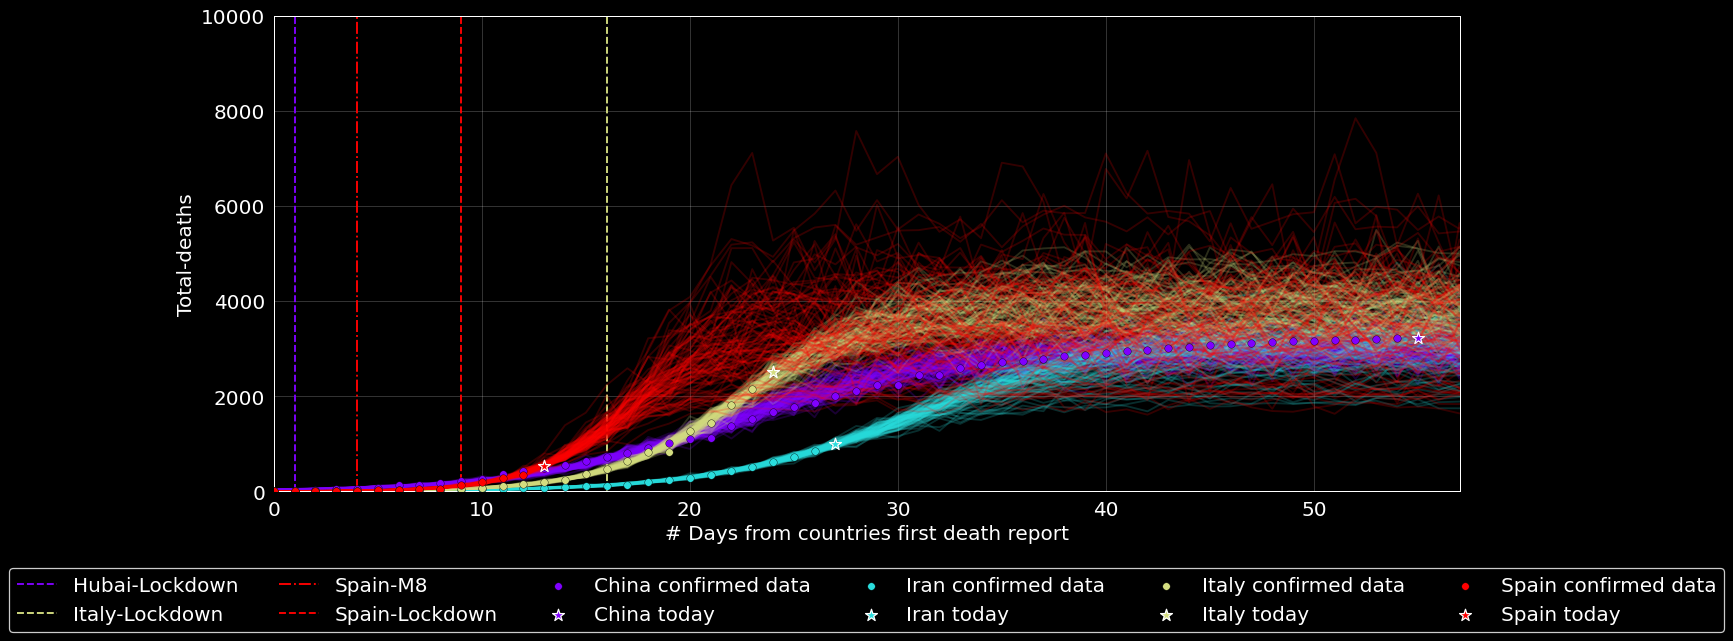 10000
8000
6000
4000
2000
0
Total-deaths
0 10 20 30 40 50
# Days from countries first death report
Hubai-Lockdown Spain-M8 China confirmed data Iran confirmed data Italy confirmed data Spain confirmed data
Italy-Lockdown Spain-Lockdown China today Iran today Italy today Spain today